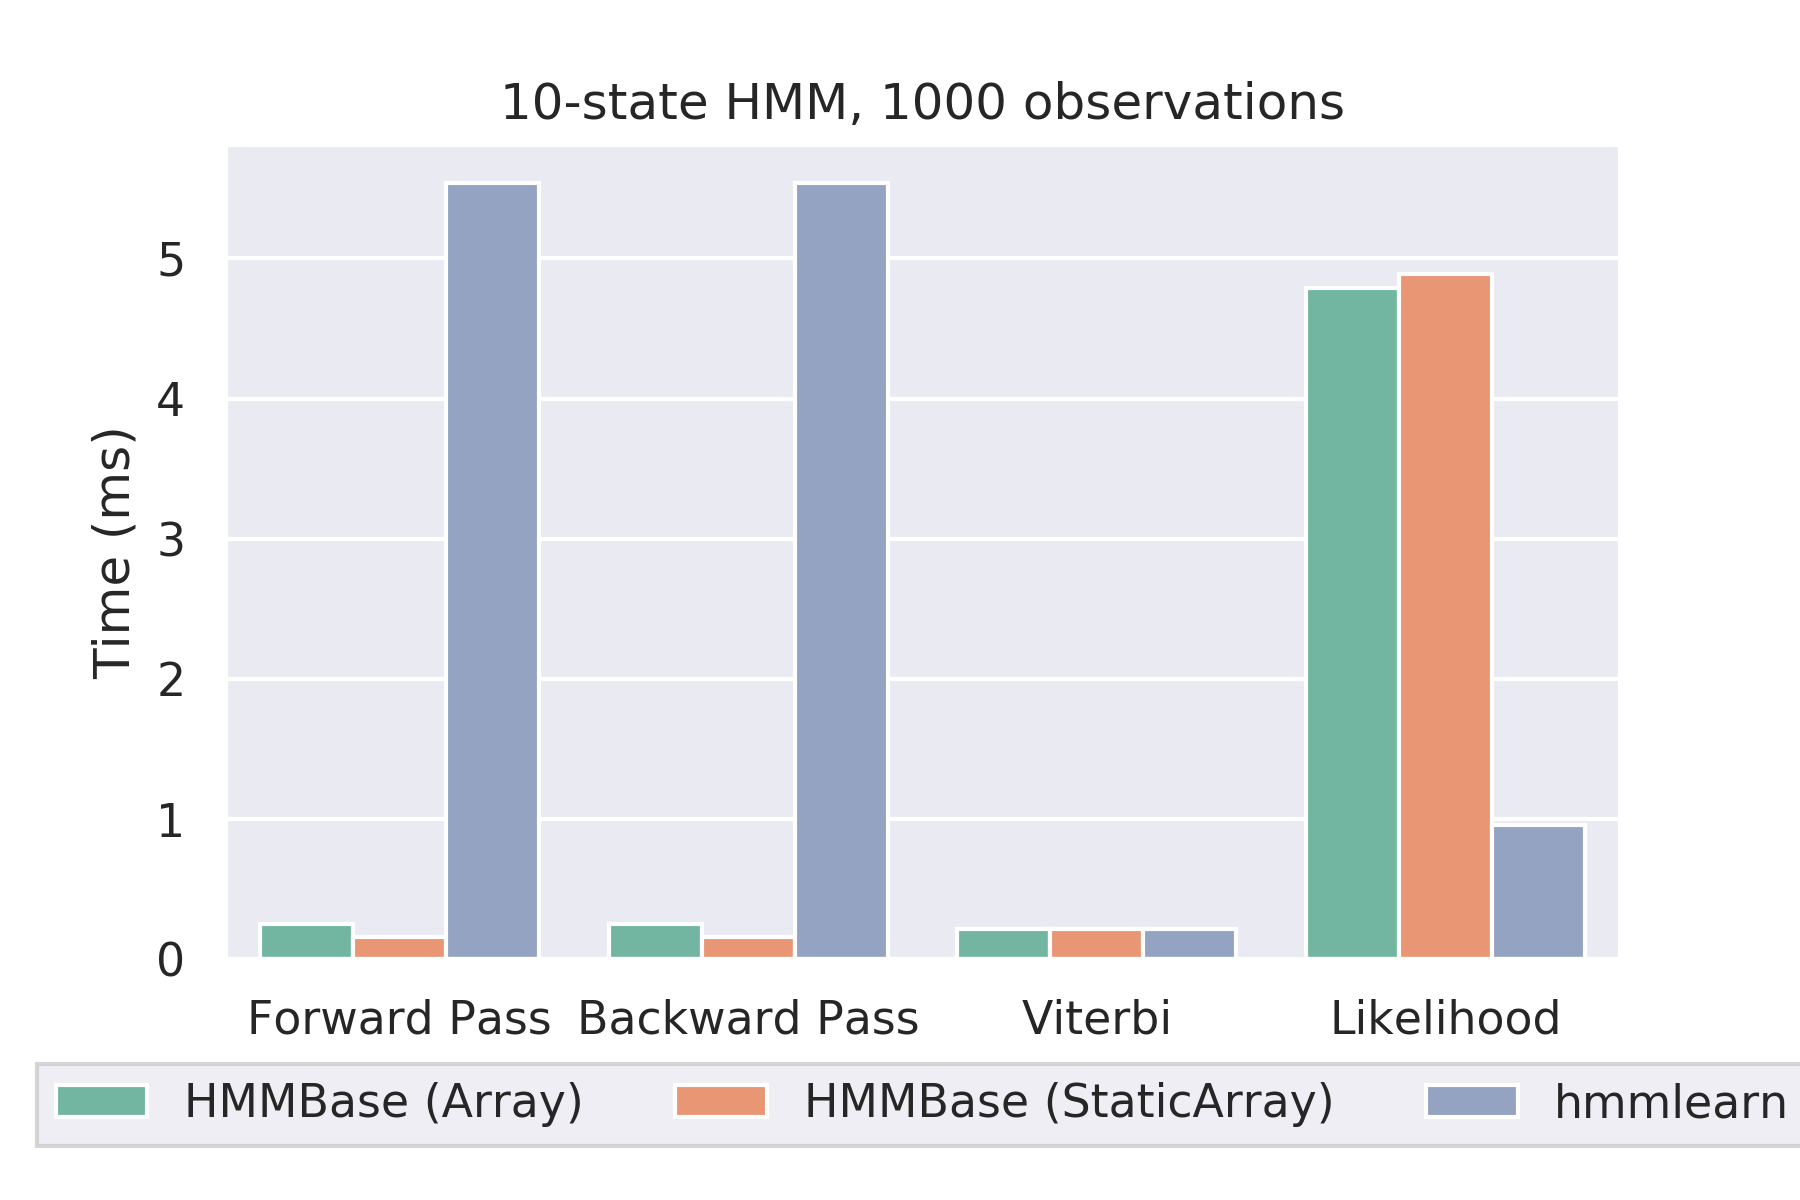 10-state HMM, 1000 observations
Time (ms)
5
4
3
2
1
0
Forward Pass Backward Pass Viterbi Likelihood
HMMBase (Array) HMMBase (StaticArray) hmmlearn